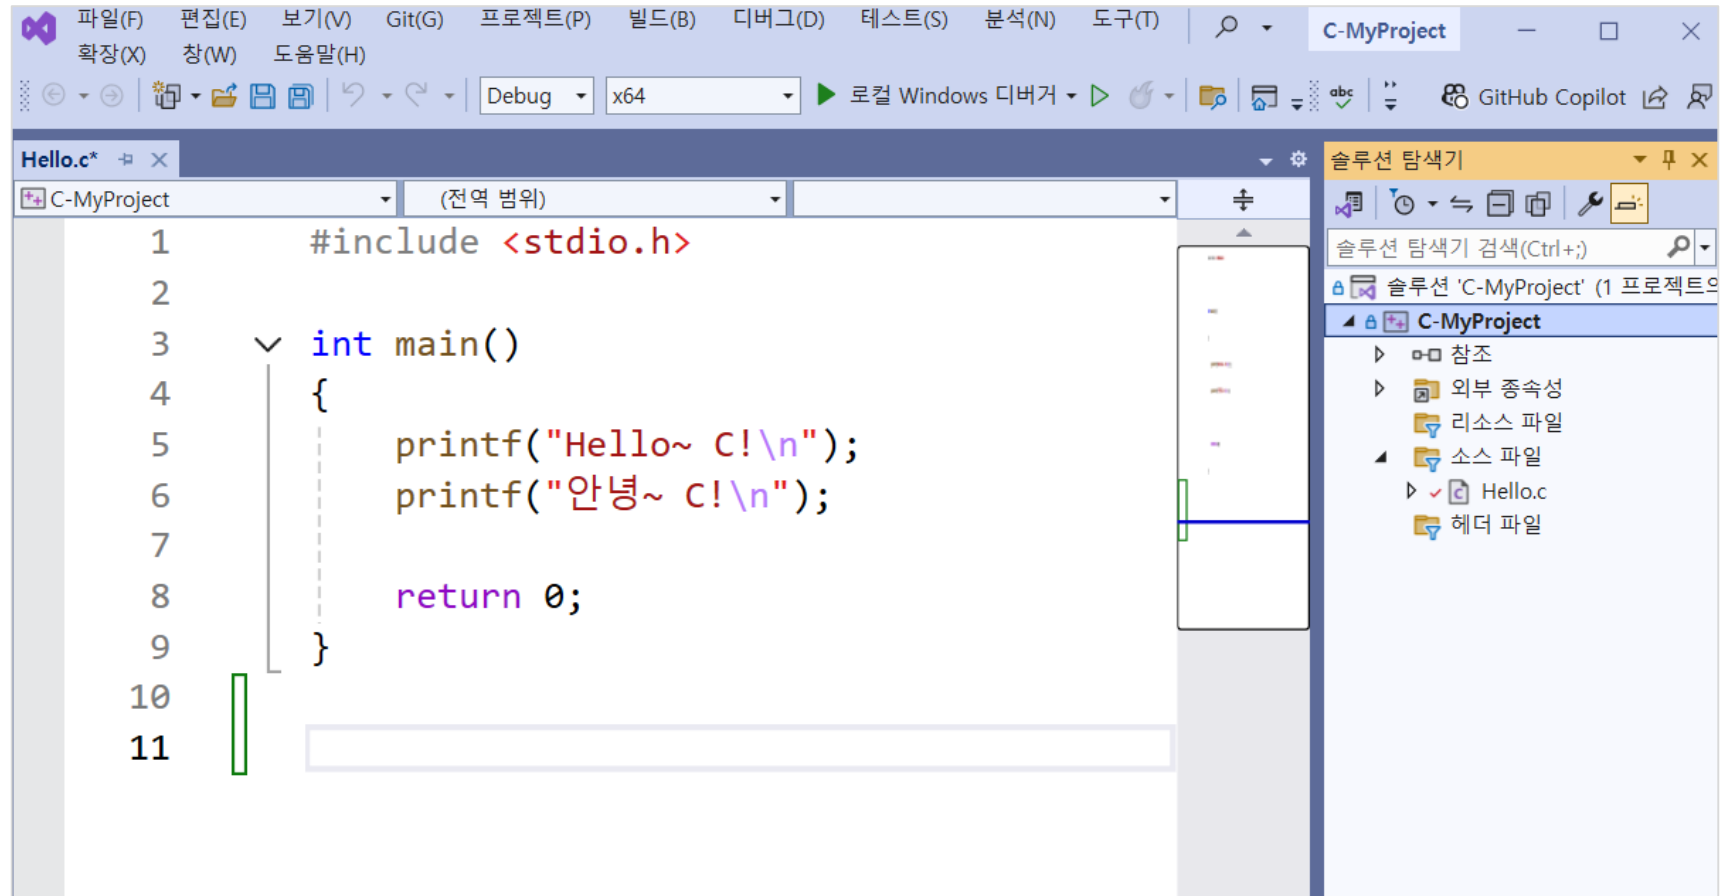 파일(F) 편집(E) 보기(V) Git(G) 프로젝트(P) 빌드(B) 디버그(D) 테스트(S) 분석(N) 도구(T) C-MyProject
확장(X) 창(W) 도움말(H)
Debug x64 로컬 Windows 디버거 abc GitHub Copilot
Hello.c*
C-MyProject (전역 범위)
1 #include <stdio.h>
2
3 int main()
4 {
5 printf("Hello~ C!\n");
6 printf("안녕~ C!\n");
7
8 return 0;
9 }
10
11
솔루션 탐색기
솔루션 탐색기 검색(Ctrl+;)
솔루션 'C-MyProject' (1 프로젝트의
C-MyProject
참조
외부 종속성
리소스 파일
소스 파일
Hello.c
헤더 파일